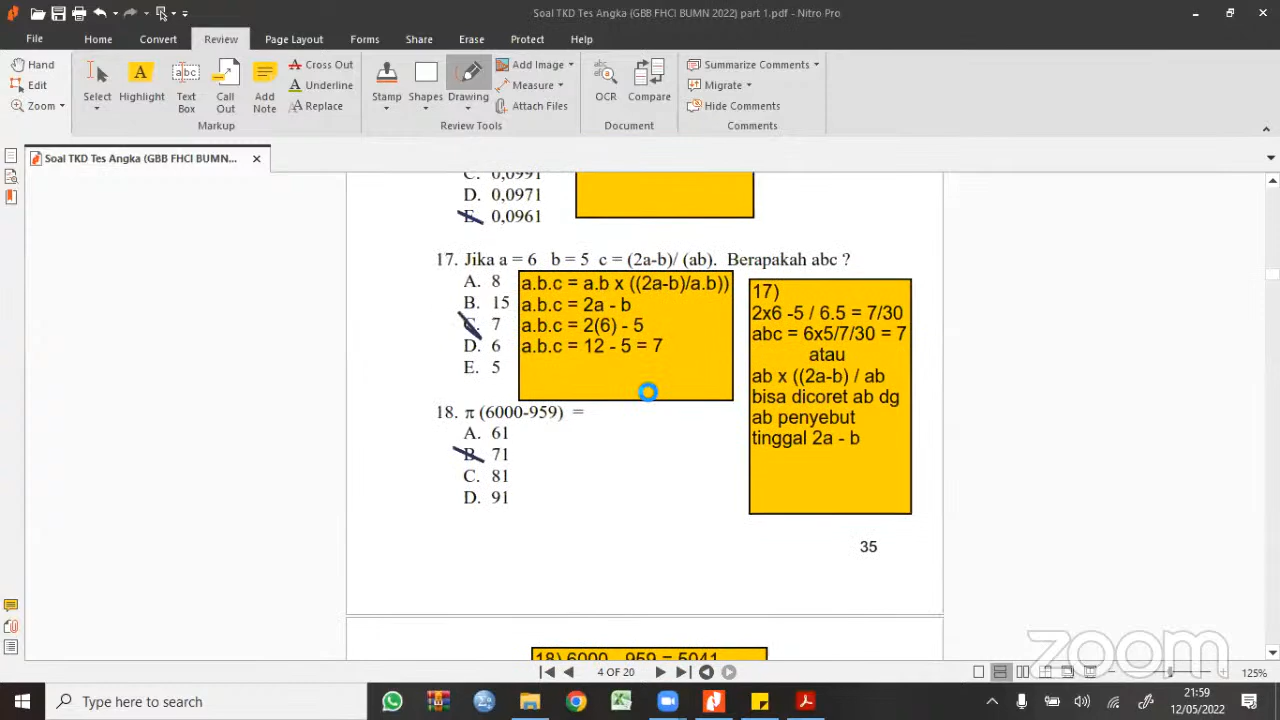 Soal TKD Tes Angka (GBB FHCI BUMN 2022) part 1.pdf - Nitro Pro
File Home Convert Review Page Layout Forms Share Erase Protect Help
Hand
Edit
Zoom
Select
Highlight
Text Box
Call Out
Add Note
Cross Out
Underline
Replace
Markup
Stamp
Shapes
Drawing
Add Image
Measure
Attach Files
Review Tools
OCR
Compare
Document
Summarize Comments
Migrate
Hide Comments
Comments
Soal TKD Tes Angka (GBB FHCI BUMN...
C. 0,0991
D. 0,0971
E. 0,0961
17. Jika a = 6 b = 5 c = (2a-b)/ (ab). Berapakah abc ?
A. 8
B. 15
C. 7
D. 6
E. 5
a.b.c = a.b x ((2a-b)/a.b))
a.b.c = 2a - b
a.b.c = 2(6) - 5
a.b.c = 12 - 5 = 7
17)
2x6 -5 / 6.5 = 7/30
abc = 6x5/7/30 = 7
atau
ab x ((2a-b) / ab
bisa dicoret ab dg
ab penyebut
tinggal 2a - b
18. π (6000-959) =
A. 61
B. 71
C. 81
D. 91
35
18) 6000 - 959 = 5041
4 OF 20
125%
zoom
Type here to search
21:59
12/05/2022